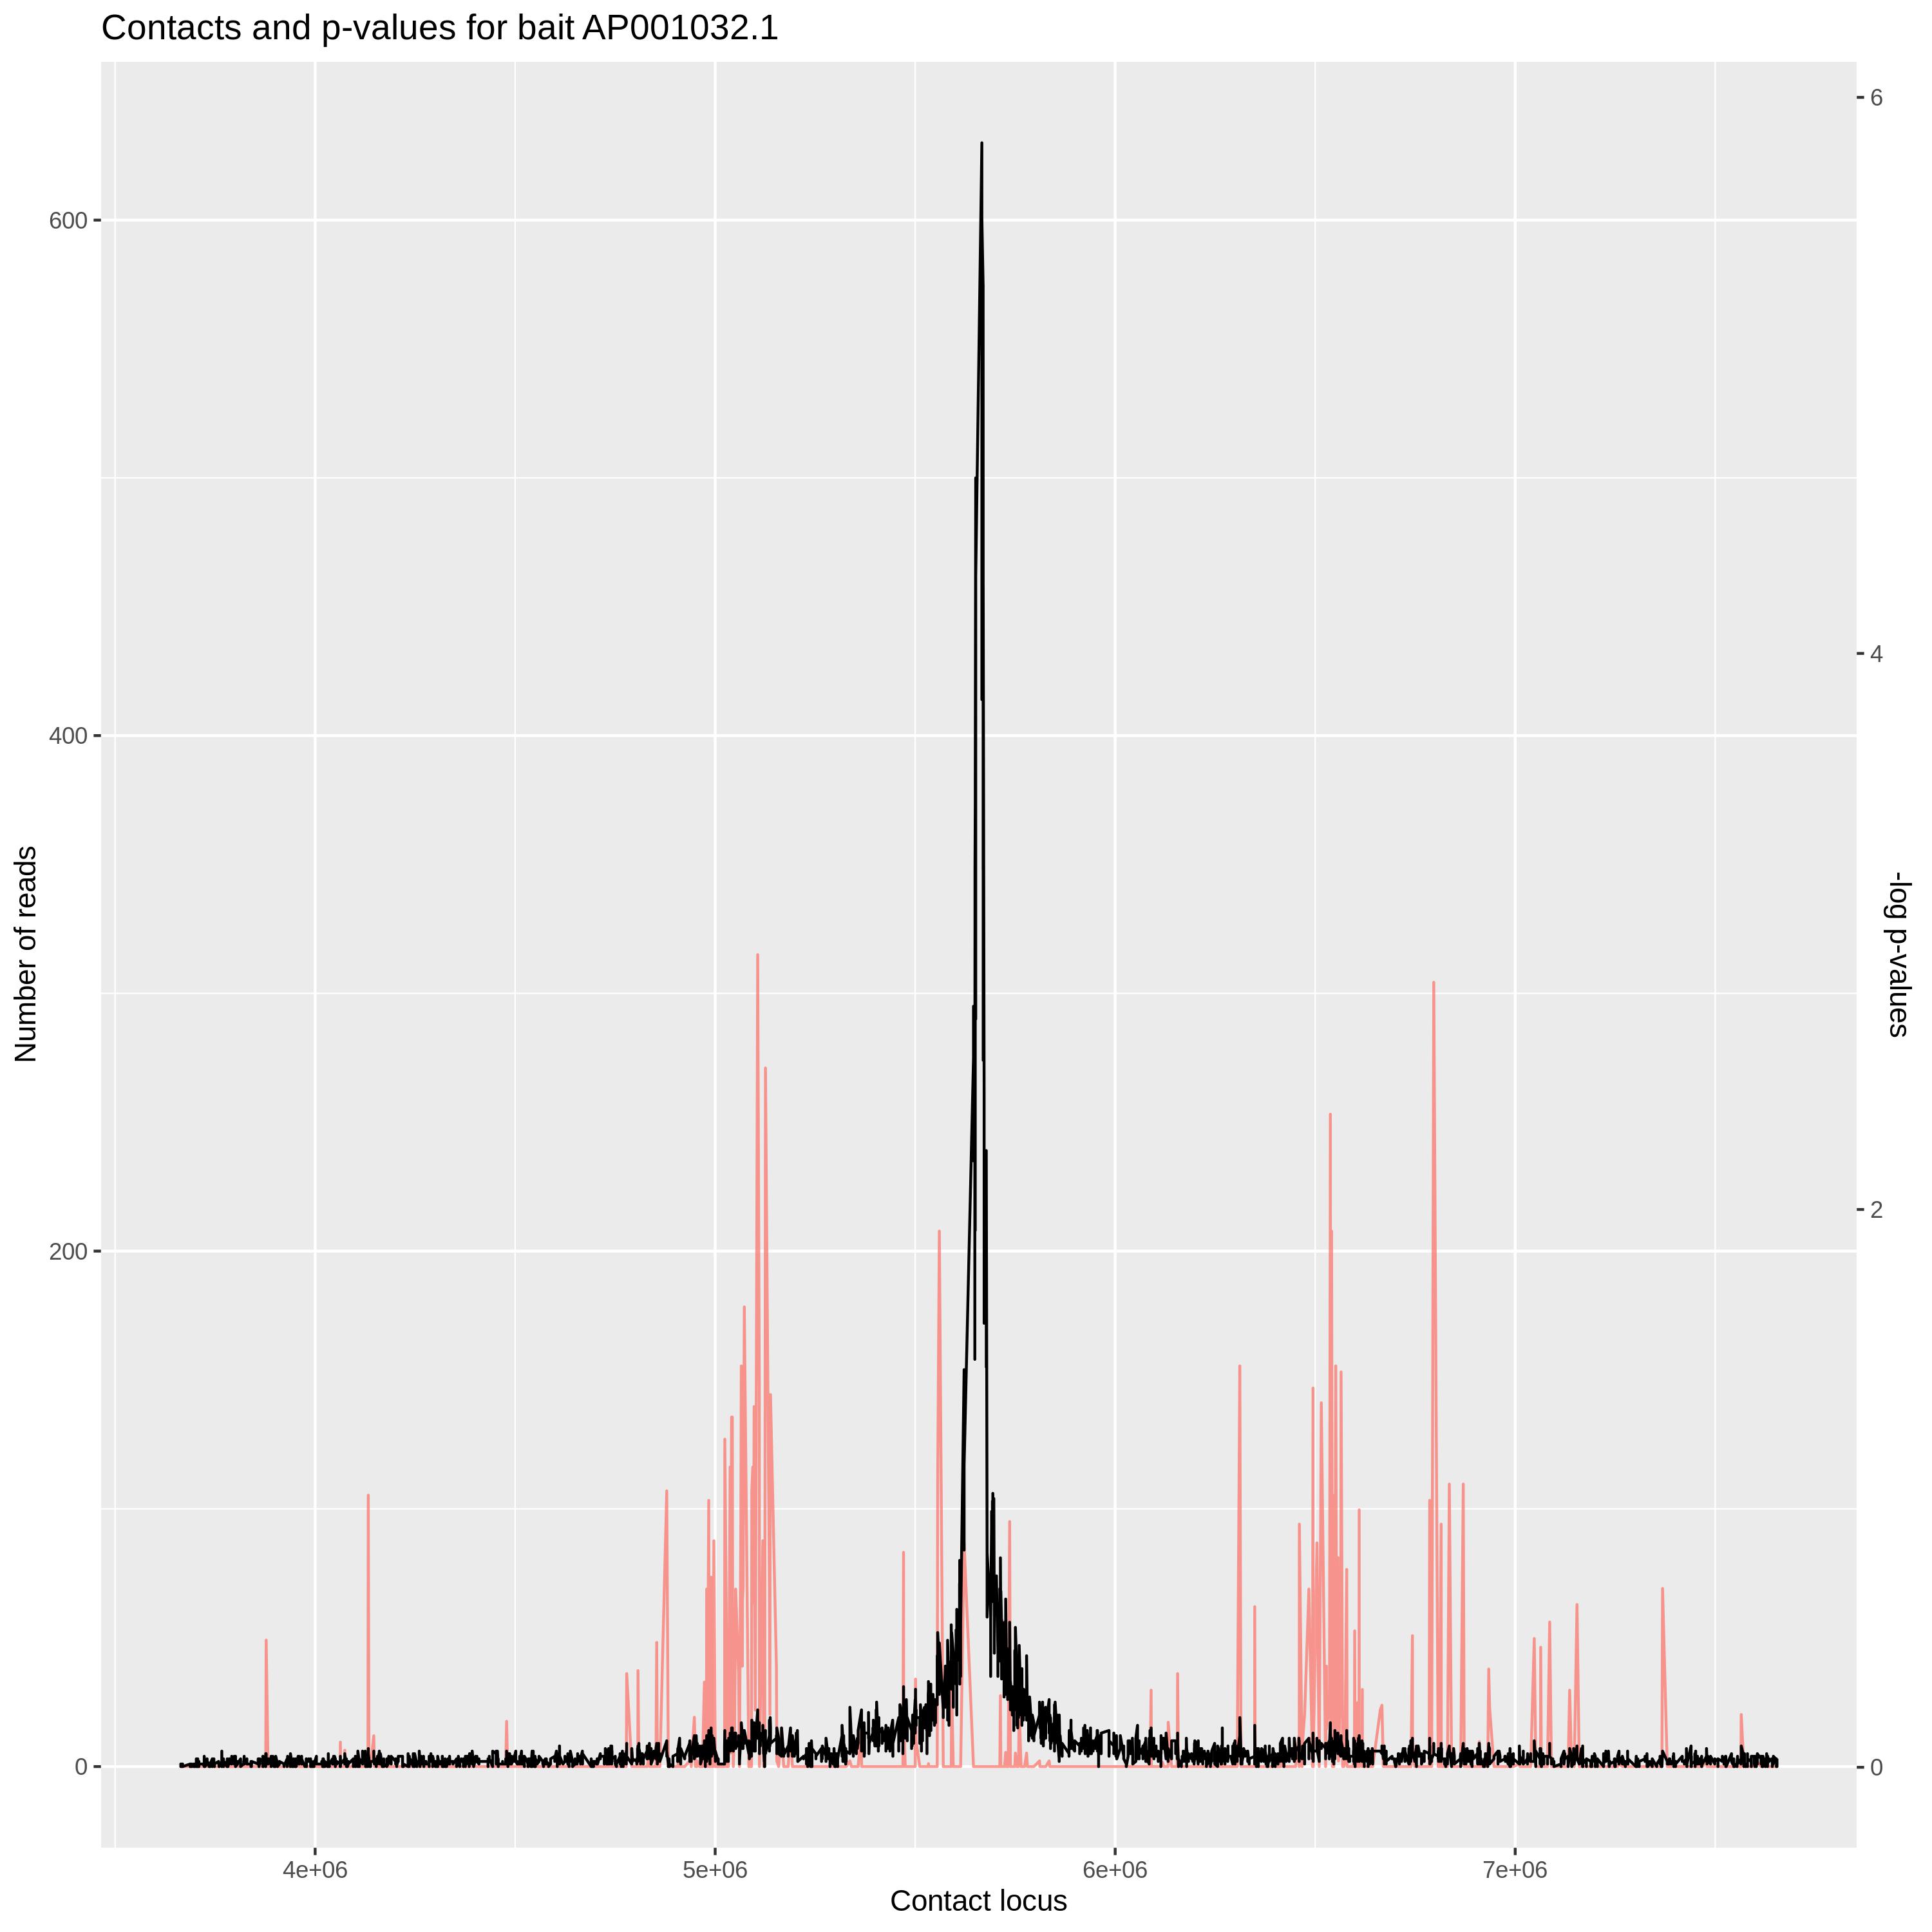 Contacts and p-values for bait AP001032.1
6
600
4
400
Number of reads
-log p-values
2
200
0
0
4e+06 5e+06 6e+06 7e+06
Contact locus